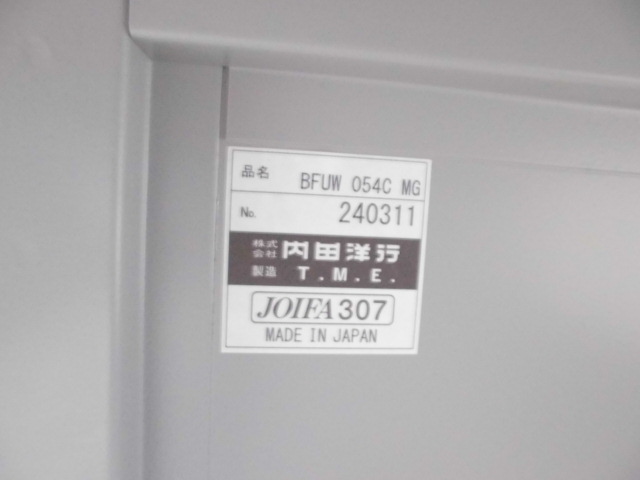 品名 BFUW 054C MG
No. 240311
株式会社 内田洋行
製造 T.M.E.
JOIFA307
MADE IN JAPAN